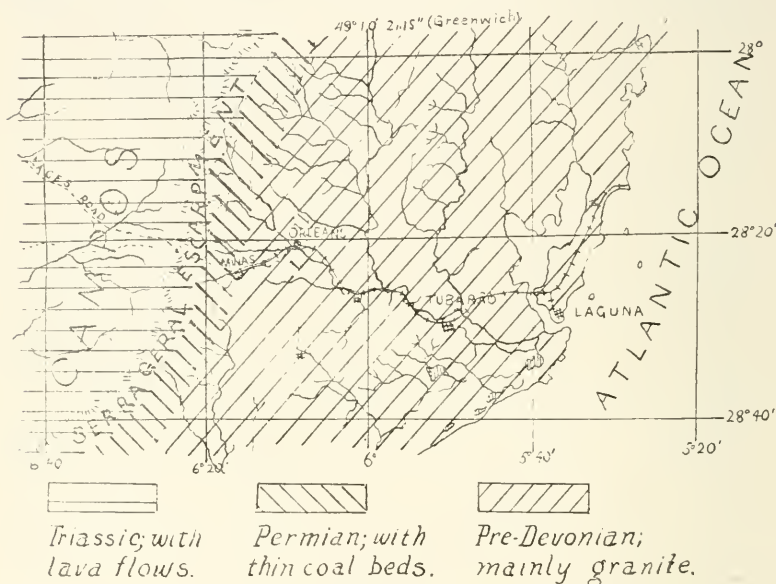 49° 10' 21.15" (Greenwich)
28°
ATLANTIC OCEAN
28° 20'
ORLEANS
MINAS
TUBARÃO
LAGUNA
CAMPOS
SERRA GERAL ESCARPMENT
28° 40'
6° 40'
6° 20'
6°
5° 40'
5° 20'
Triassic; with
lava flows.
Permian; with
thin coal beds.
Pre-Devonian;
mainly granite.